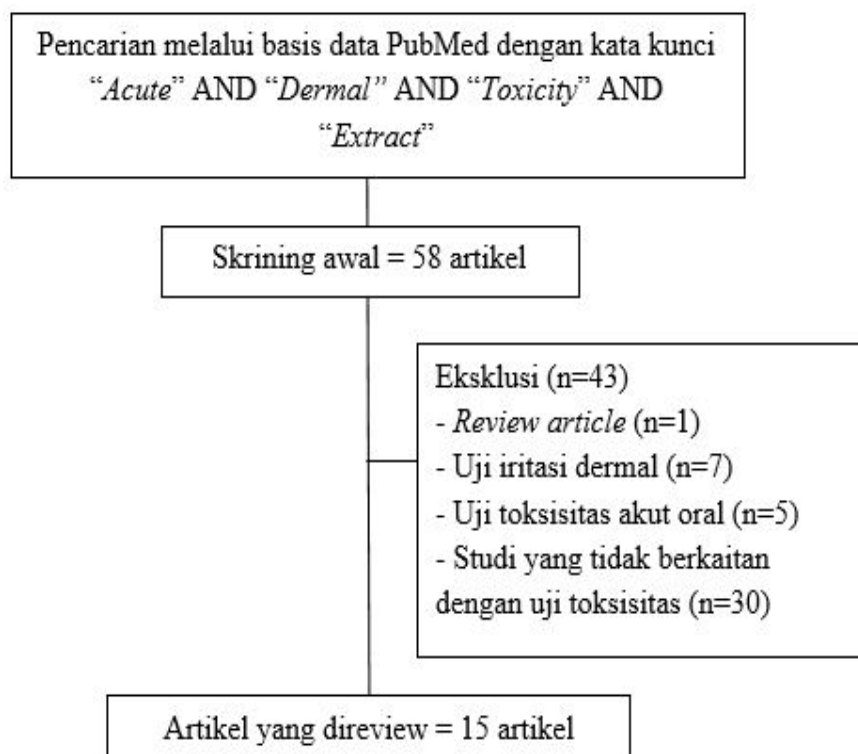 Pencarian melalui basis data PubMed dengan kata kunci
“Acute” AND “Dermal” AND “Toxicity” AND
“Extract”
Skrining awal = 58 artikel
Eksklusi (n=43)
- Review article (n=1)
- Uji iritasi dermal (n=7)
- Uji toksisitas akut oral (n=5)
- Studi yang tidak berkaitan
dengan uji toksisitas (n=30)
Artikel yang direview = 15 artikel